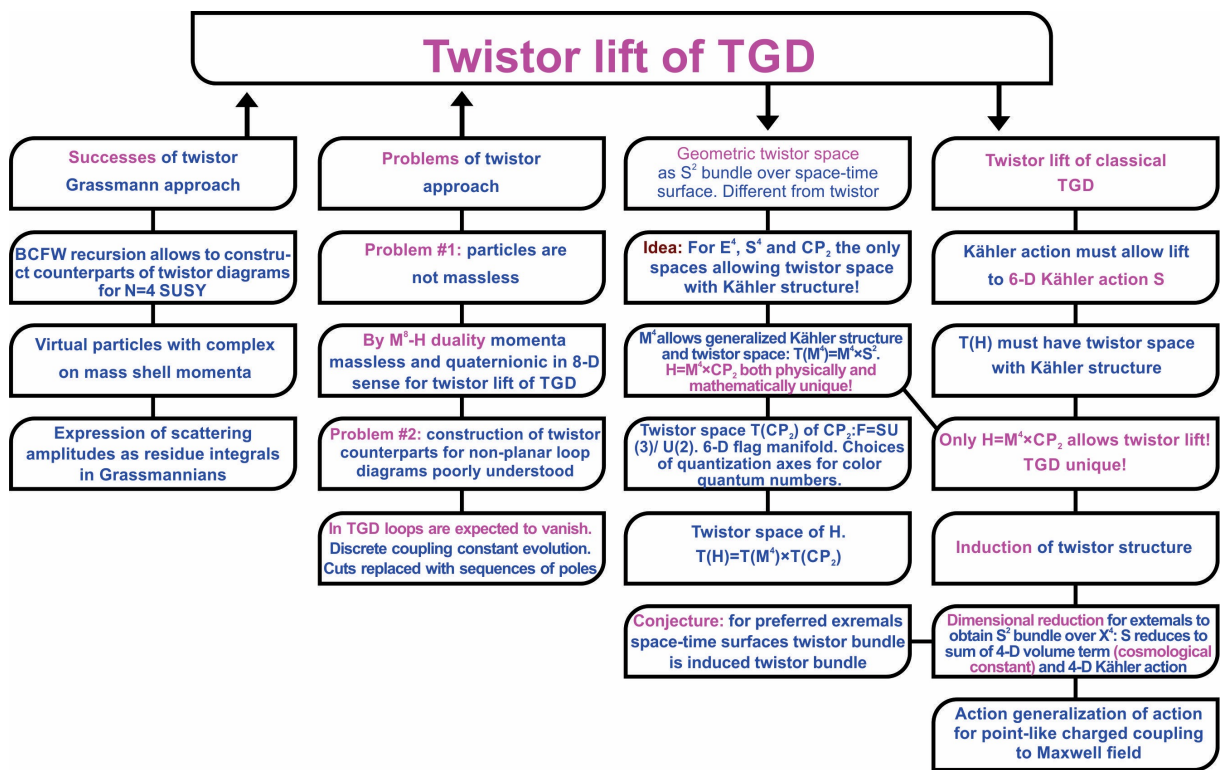 Twistor lift of TGD
Successes of twistor
Grassmann approach
BCFW recursion allows to constru-
ct counterparts of twistor diagrams
for N=4 SUSY
Virtual particles with complex
on mass shell momenta
Expression of scattering
amplitudes as residue integrals
in Grassmannians
Problems of twistor
approach
Problem #1: particles are
not massless
By M⁸-H duality momenta
massless and quaternionic in 8-D
sense for twistor lift of TGD
Problem #2: construction of twistor
counterparts for non-planar loop
diagrams poorly understood
In TGD loops are expected to vanish.
Discrete coupling constant evolution.
Cuts replaced with sequences of poles
Geometric twistor space
as S² bundle over space-time
surface. Different from twistor
Idea: For E⁴, S⁴ and CP₂ the only
spaces allowing twistor space
with Kähler structure!
M⁴allows generalized Kähler structure
and twistor space: T(M⁴)=M⁴×S².
H=M⁴×CP₂ both physically and
mathematically unique!
Twistor space T(CP₂) of CP₂:F=SU
(3)/ U(2). 6-D flag manifold. Choices
of quantization axes for color
quantum numbers.
Twistor space of H.
T(H)=T(M⁴)×T(CP₂)
Conjecture: for preferred exremals
space-time surfaces twistor bundle
is induced twistor bundle
Twistor lift of classical
TGD
Kähler action must allow lift
to 6-D Kähler action S
T(H) must have twistor space
with Kähler structure
Only H=M⁴×CP₂ allows twistor lift!
TGD unique!
Induction of twistor structure
Dimensional reduction for extemals to
obtain S² bundle over X⁴: S reduces to
sum of 4-D volume term (cosmological
constant) and 4-D Kähler action
Action generalization of action
for point-like charged coupling
to Maxwell field